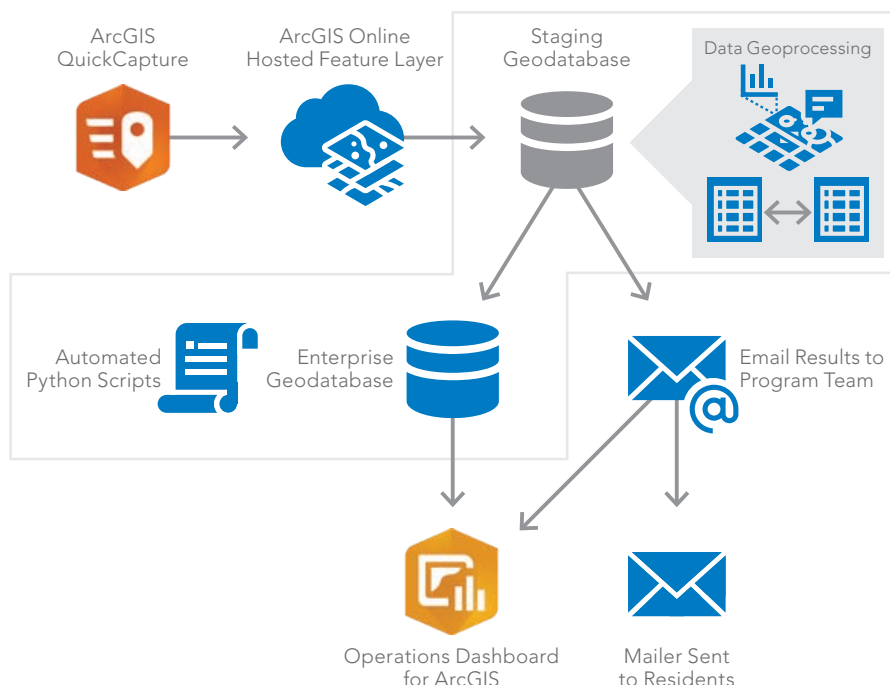 ArcGIS
QuickCapture
ArcGIS Online
Hosted Feature Layer
Staging
Geodatabase
Data Geoprocessing
Automated
Python Scripts
Enterprise
Geodatabase
Email Results to
Program Team
@
Operations Dashboard
for ArcGIS
Mailer Sent
to Residents